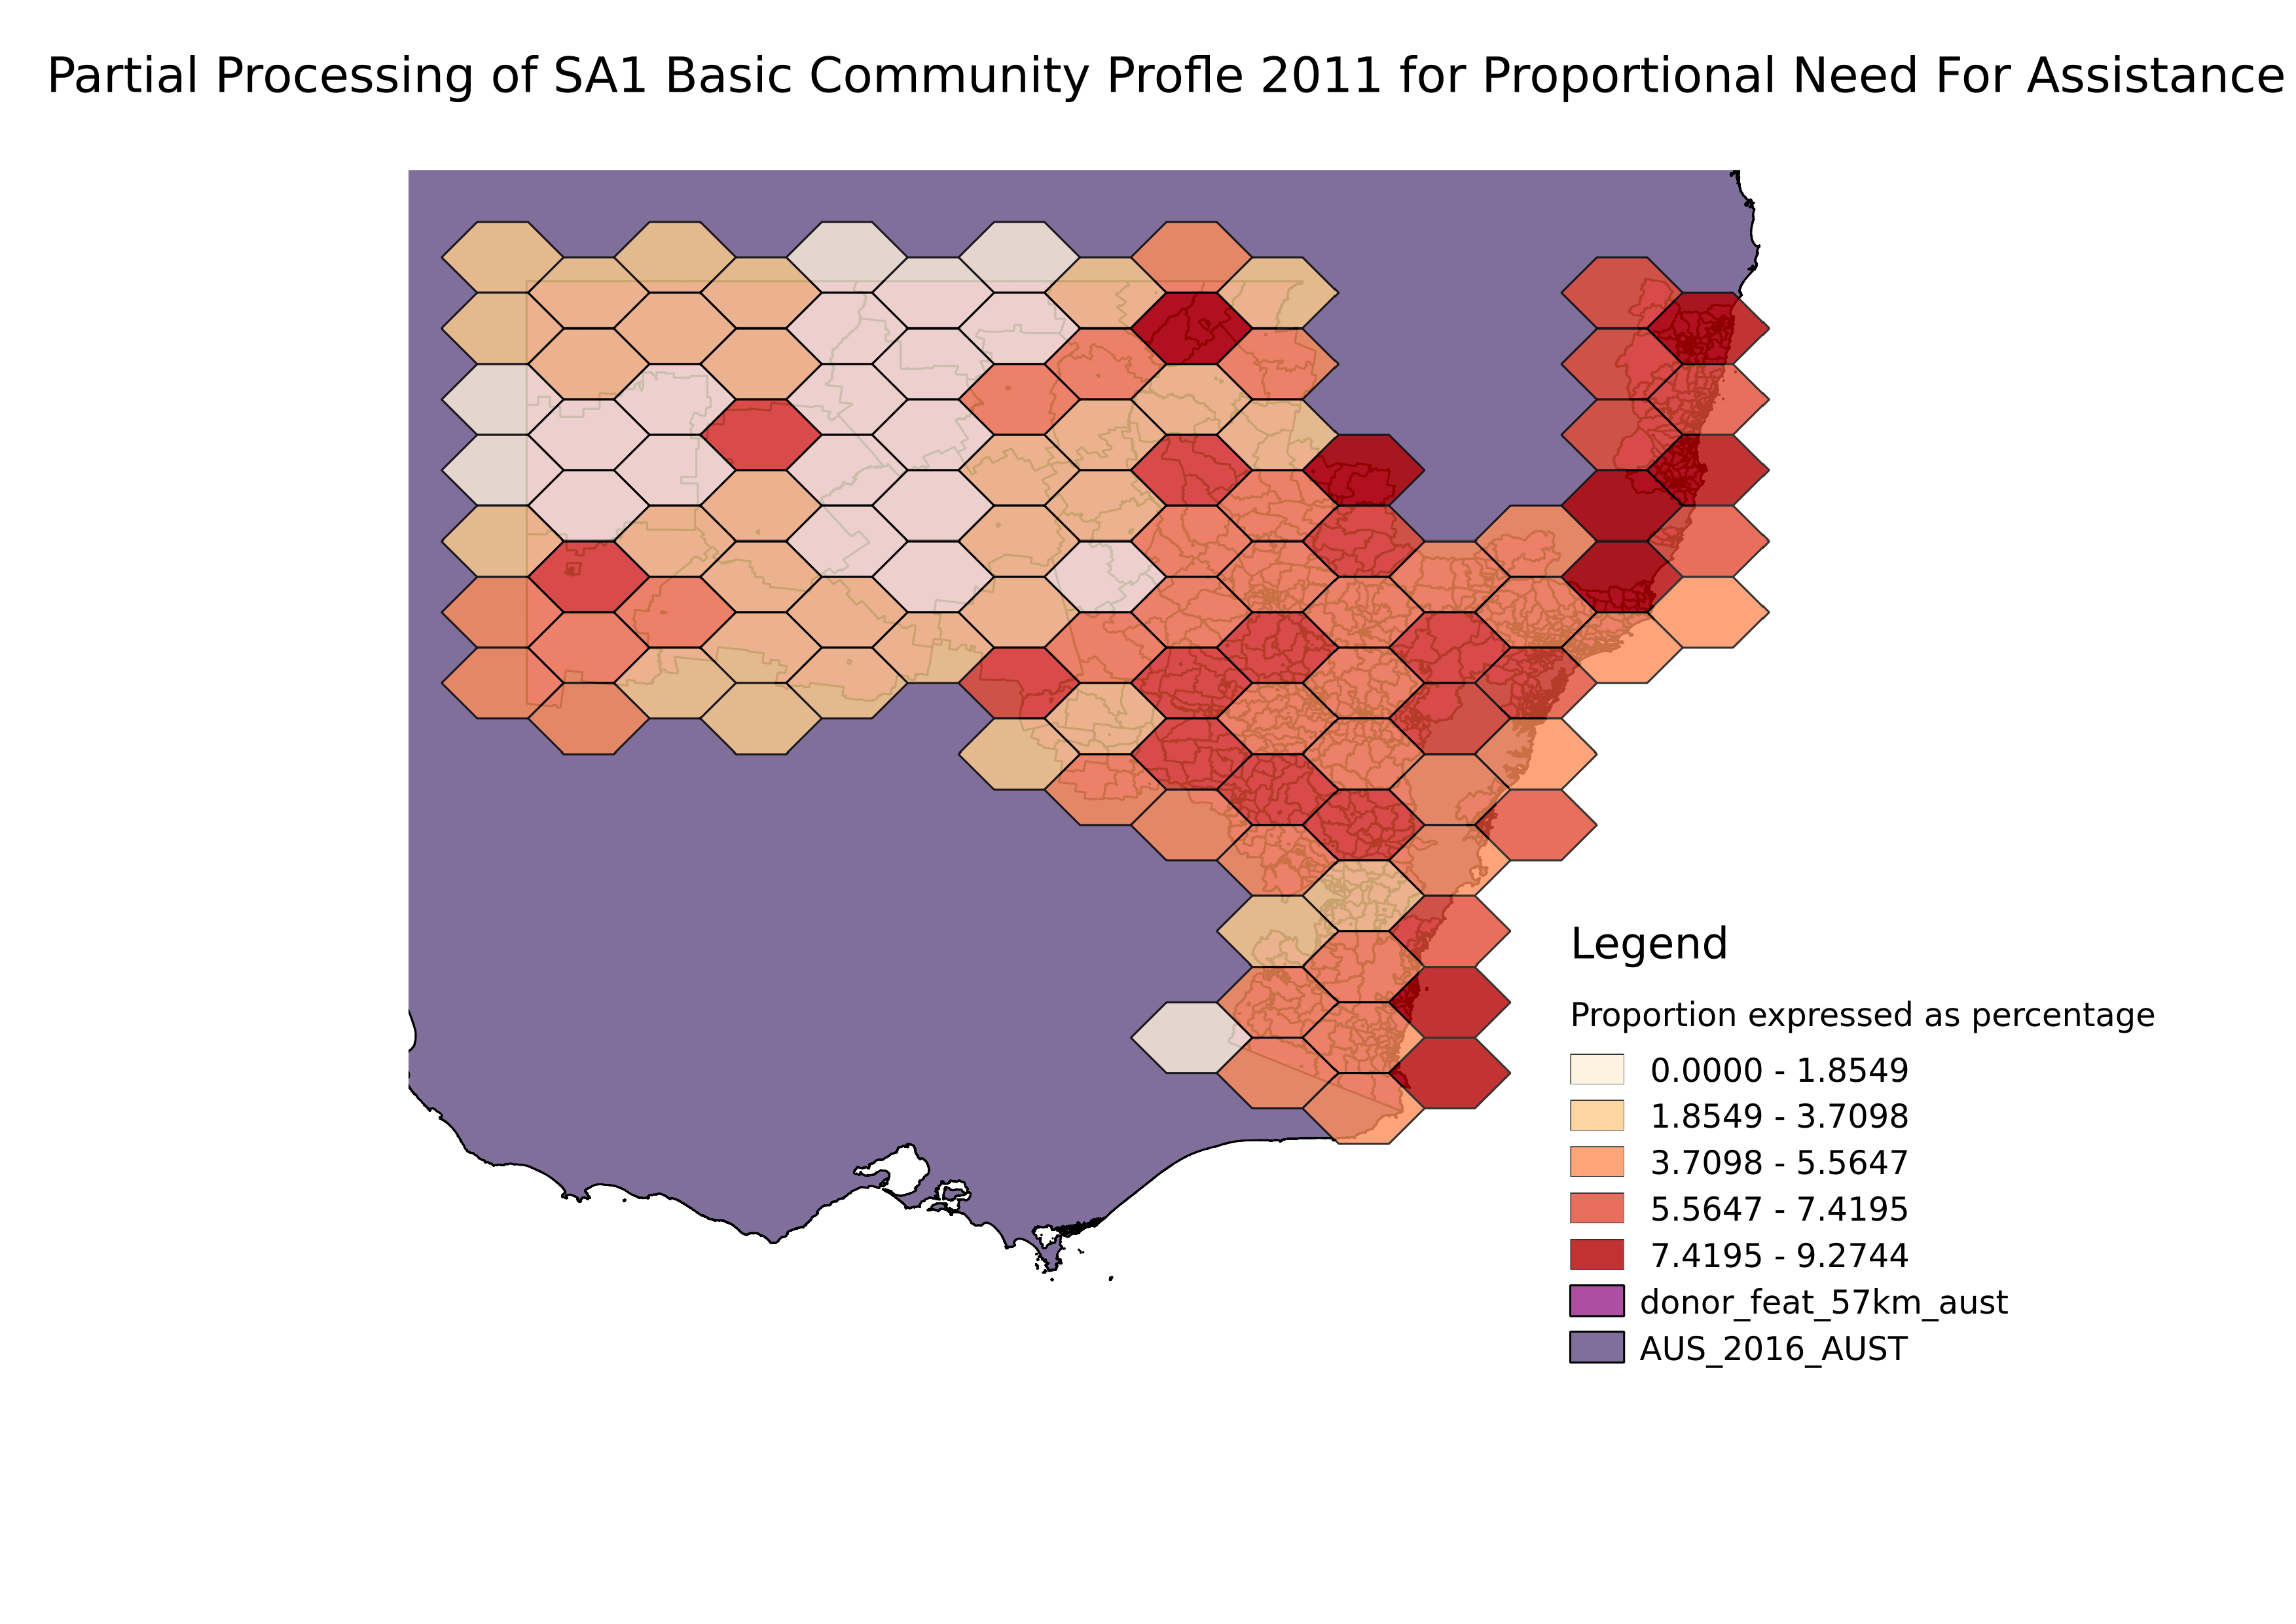 Partial Processing of SA1 Basic Community Profle 2011 for Proportional Need For Assistance
Legend
Proportion expressed as percentage
0.0000 - 1.8549
1.8549 - 3.7098
3.7098 - 5.5647
5.5647 - 7.4195
7.4195 - 9.2744
donor_feat_57km_aust
AUS_2016_AUST